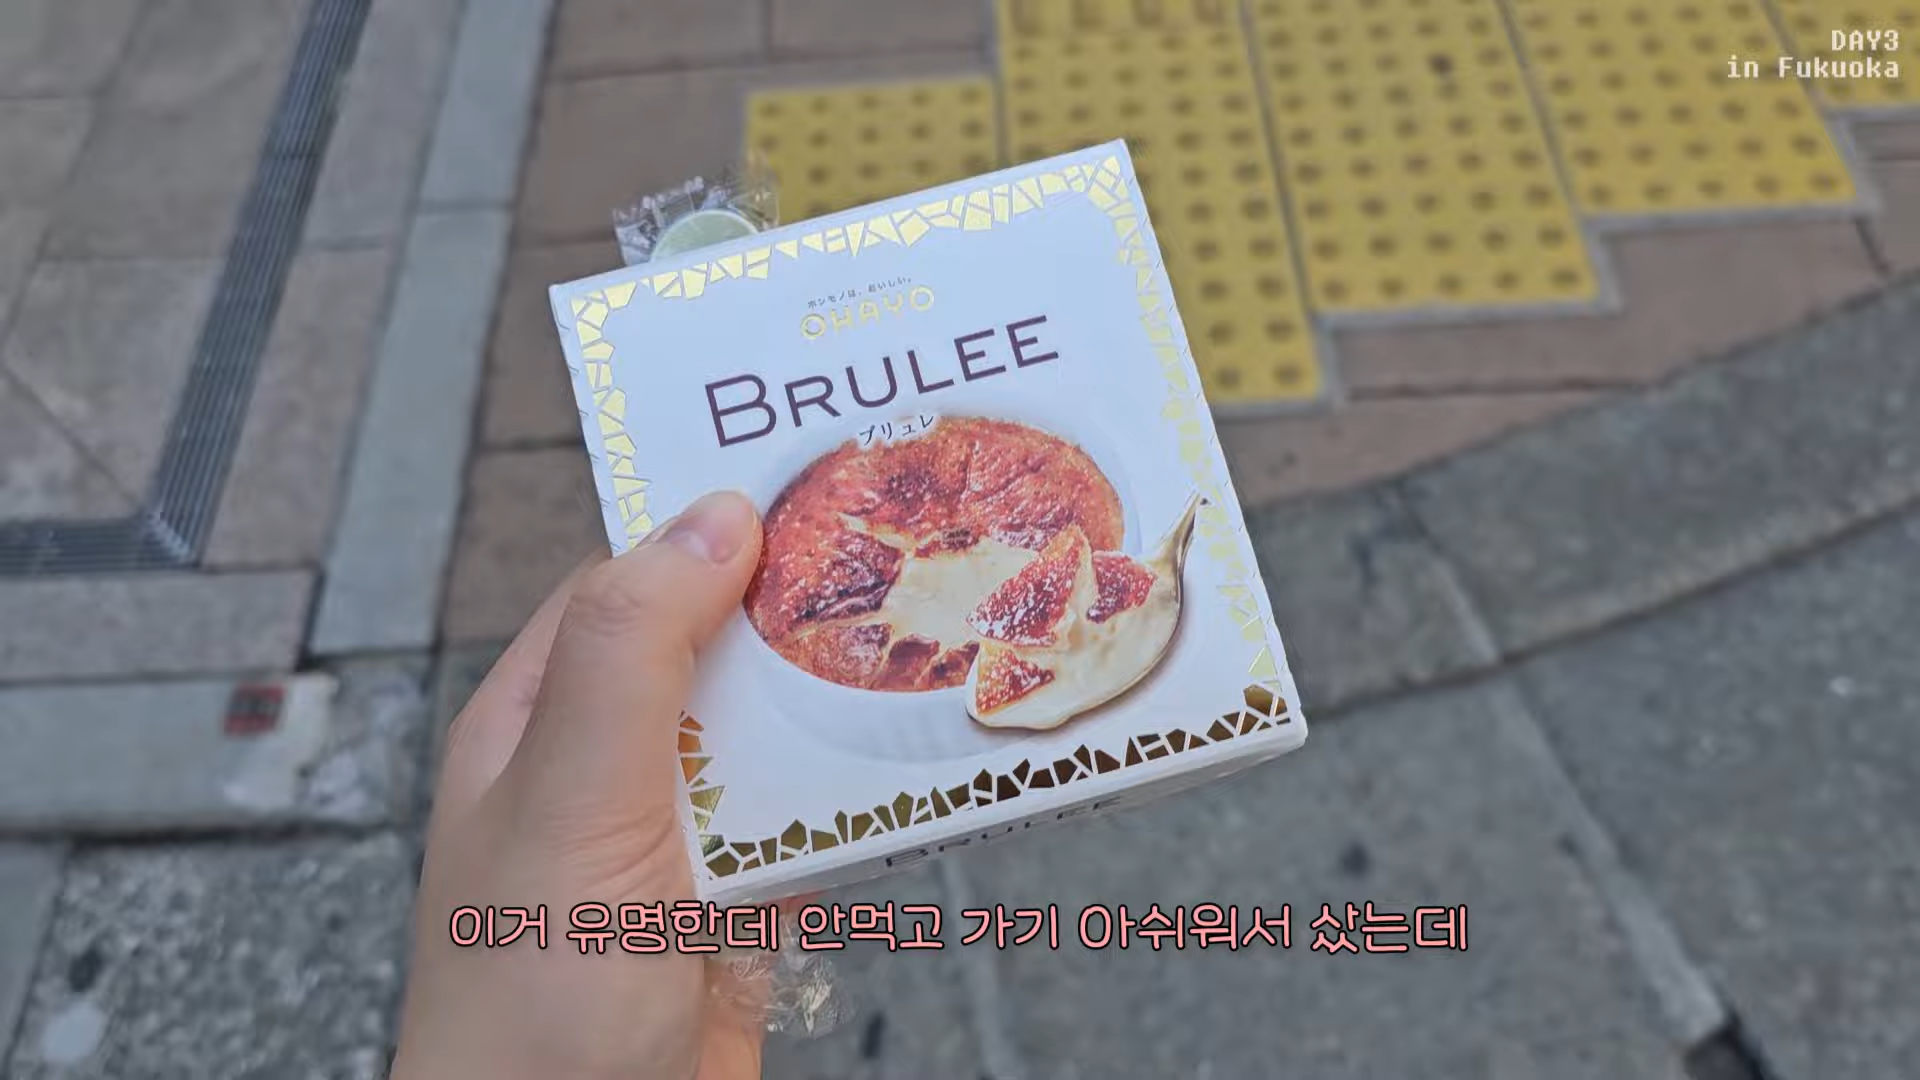 DAY3
in Fukuoka
ホンモノは、おいしい。
OHAYO
BRULEE
ブリュレ
BRULEE
이거 유명한데 안먹고 가기 아쉬워서 샀는데